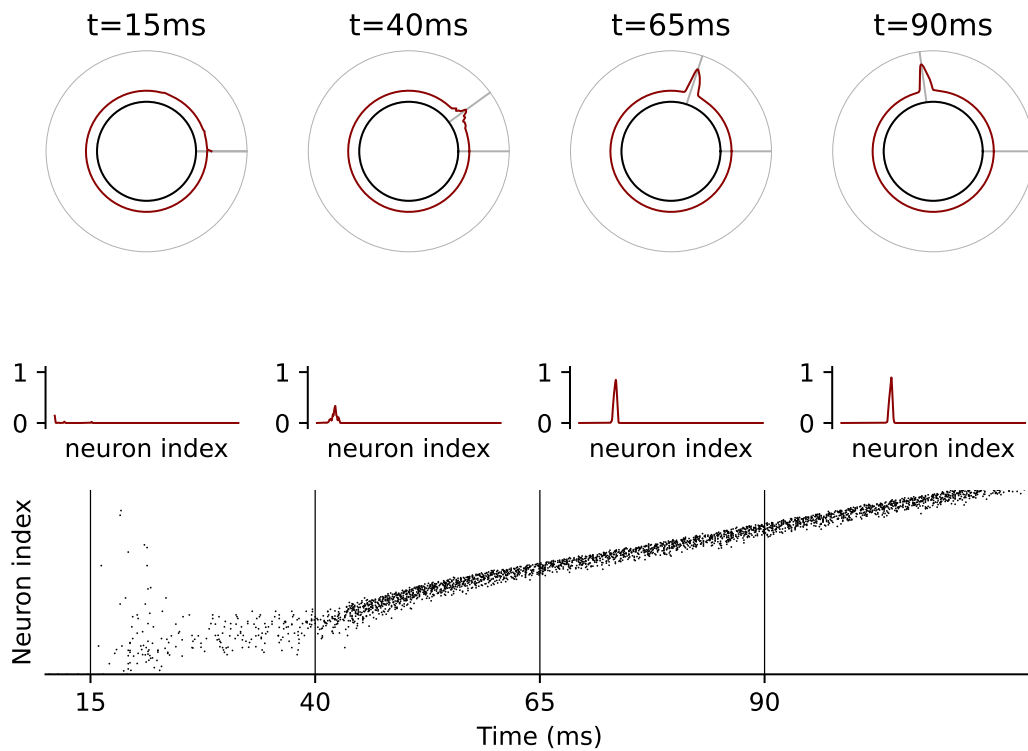 t=15ms t=40ms t=65ms t=90ms
1 1 1 1
0 0 0 0
neuron index neuron index neuron index neuron index
Neuron index
15 40 65 90
Time (ms)